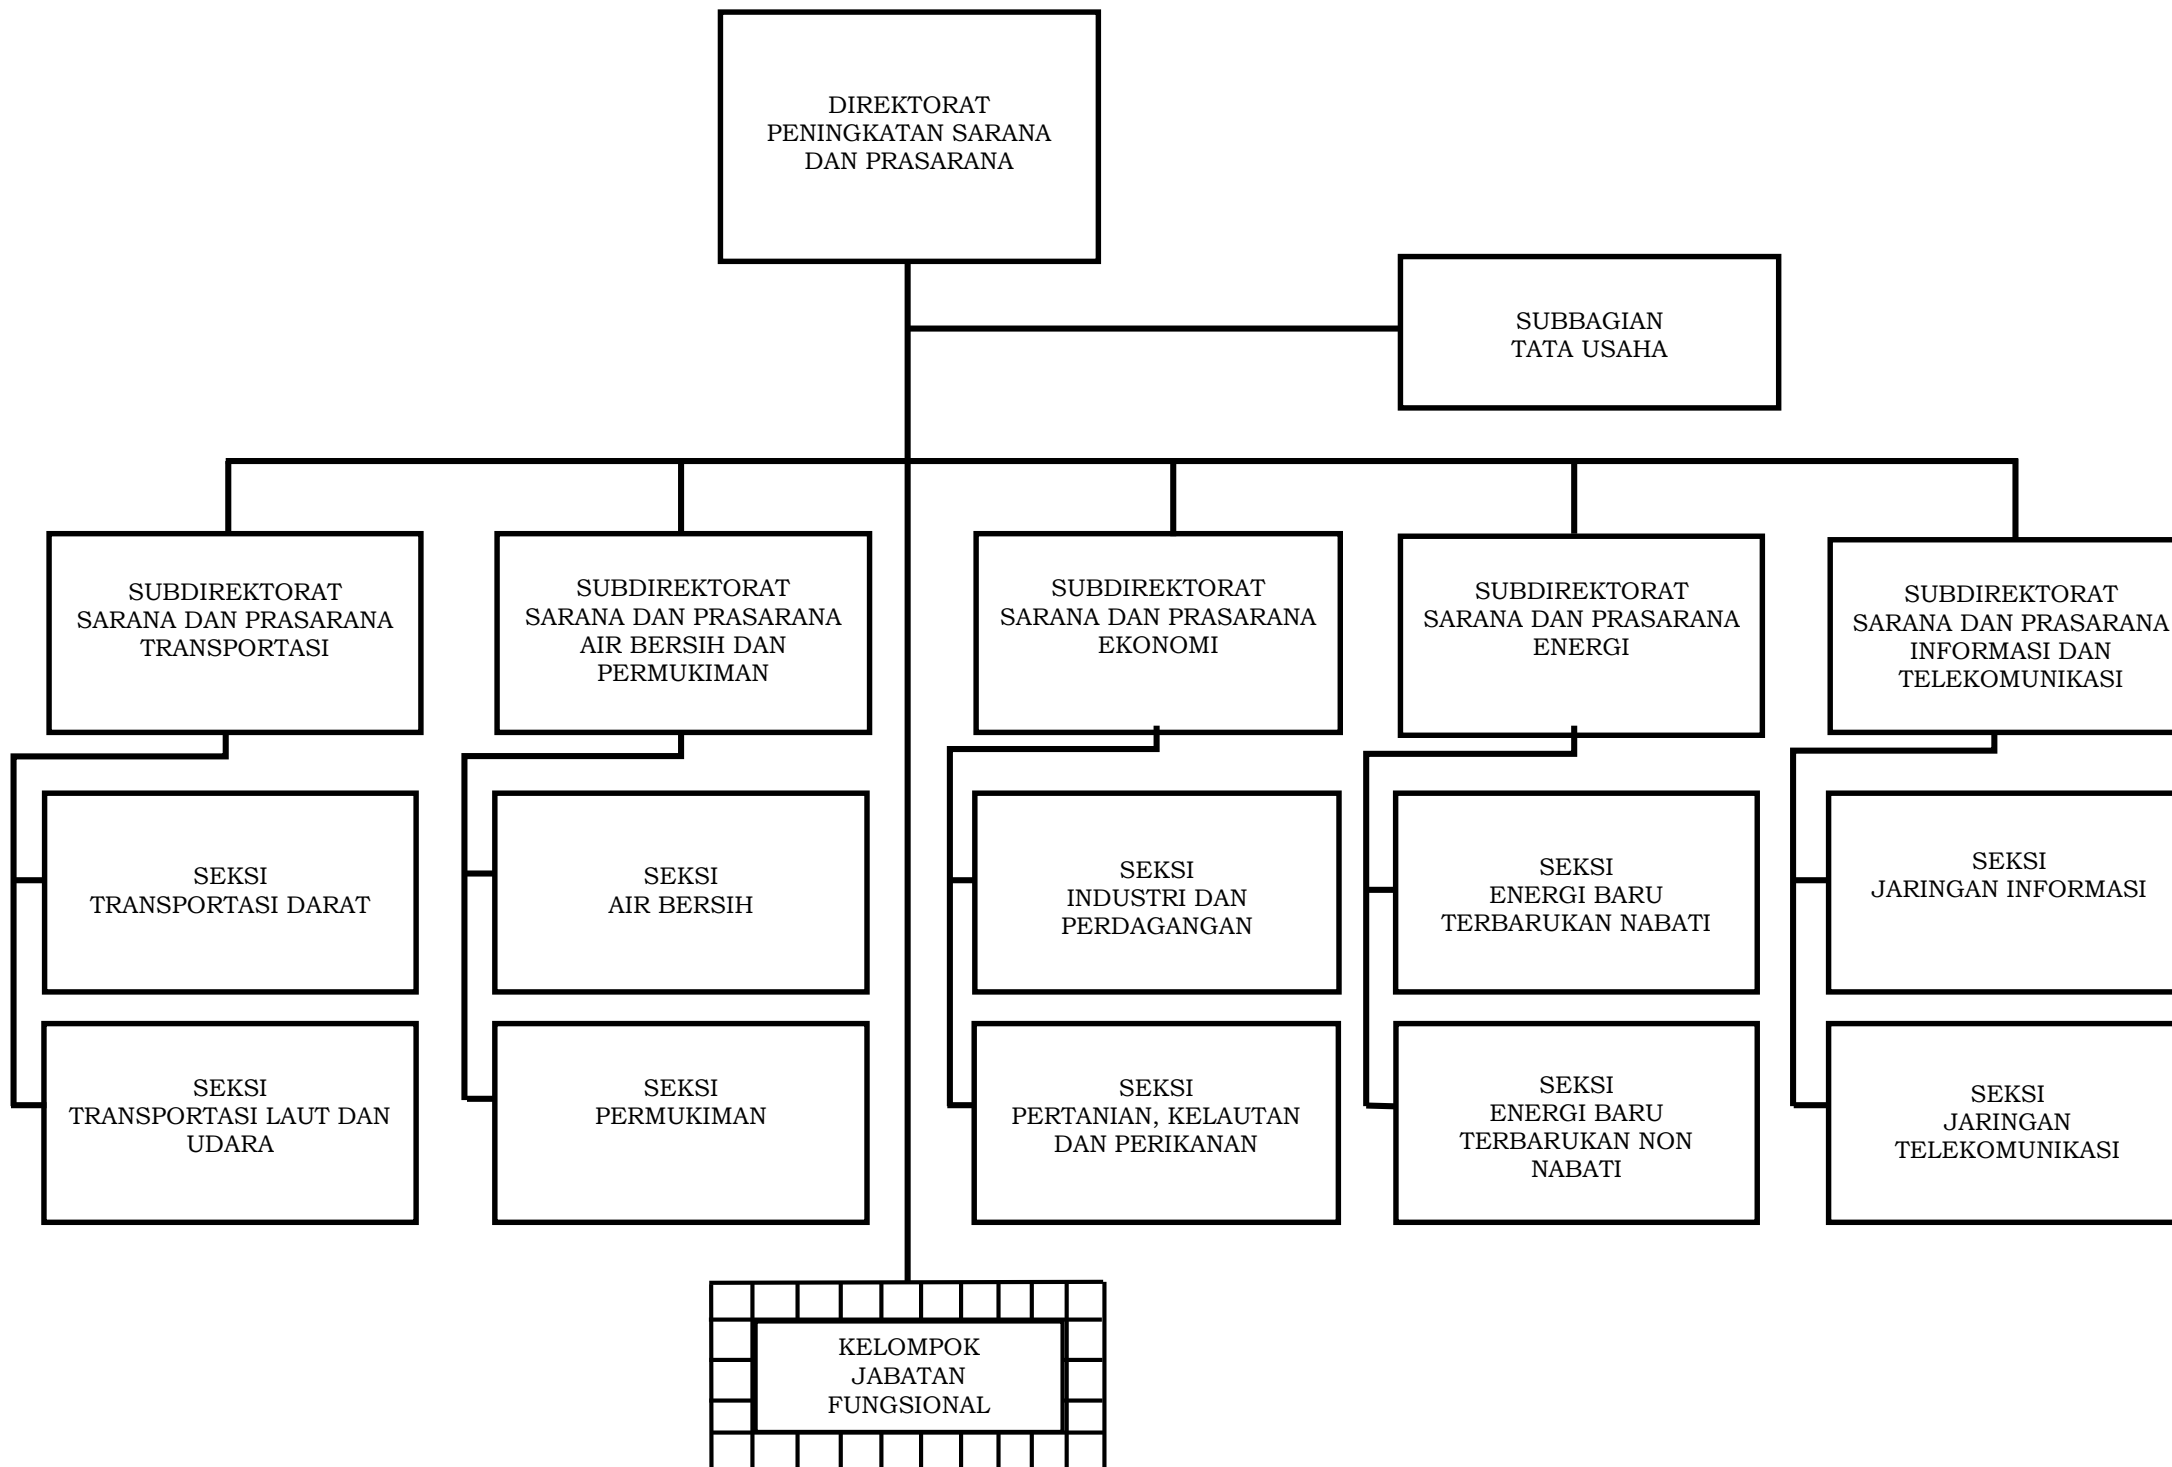 DIREKTORAT
PENINGKATAN SARANA
DAN PRASARANA
SUBBAGIAN
TATA USAHA
SUBDIREKTORAT
SARANA DAN PRASARANA
TRANSPORTASI
SUBDIREKTORAT
SARANA DAN PRASARANA
AIR BERSIH DAN
PERMUKIMAN
SUBDIREKTORAT
SARANA DAN PRASARANA
EKONOMI
SUBDIREKTORAT
SARANA DAN PRASARANA
ENERGI
SUBDIREKTORAT
SARANA DAN PRASARANA
INFORMASI DAN
TELEKOMUNIKASI
SEKSI
TRANSPORTASI DARAT
SEKSI
AIR BERSIH
SEKSI
INDUSTRI DAN
PERDAGANGAN
SEKSI
ENERGI BARU
TERBARUKAN NABATI
SEKSI
JARINGAN INFORMASI
SEKSI
TRANSPORTASI LAUT DAN
UDARA
SEKSI
PERMUKIMAN
SEKSI
PERTANIAN, KELAUTAN
DAN PERIKANAN
SEKSI
ENERGI BARU
TERBARUKAN NON
NABATI
SEKSI
JARINGAN
TELEKOMUNIKASI
KELOMPOK
JABATAN
FUNGSIONAL